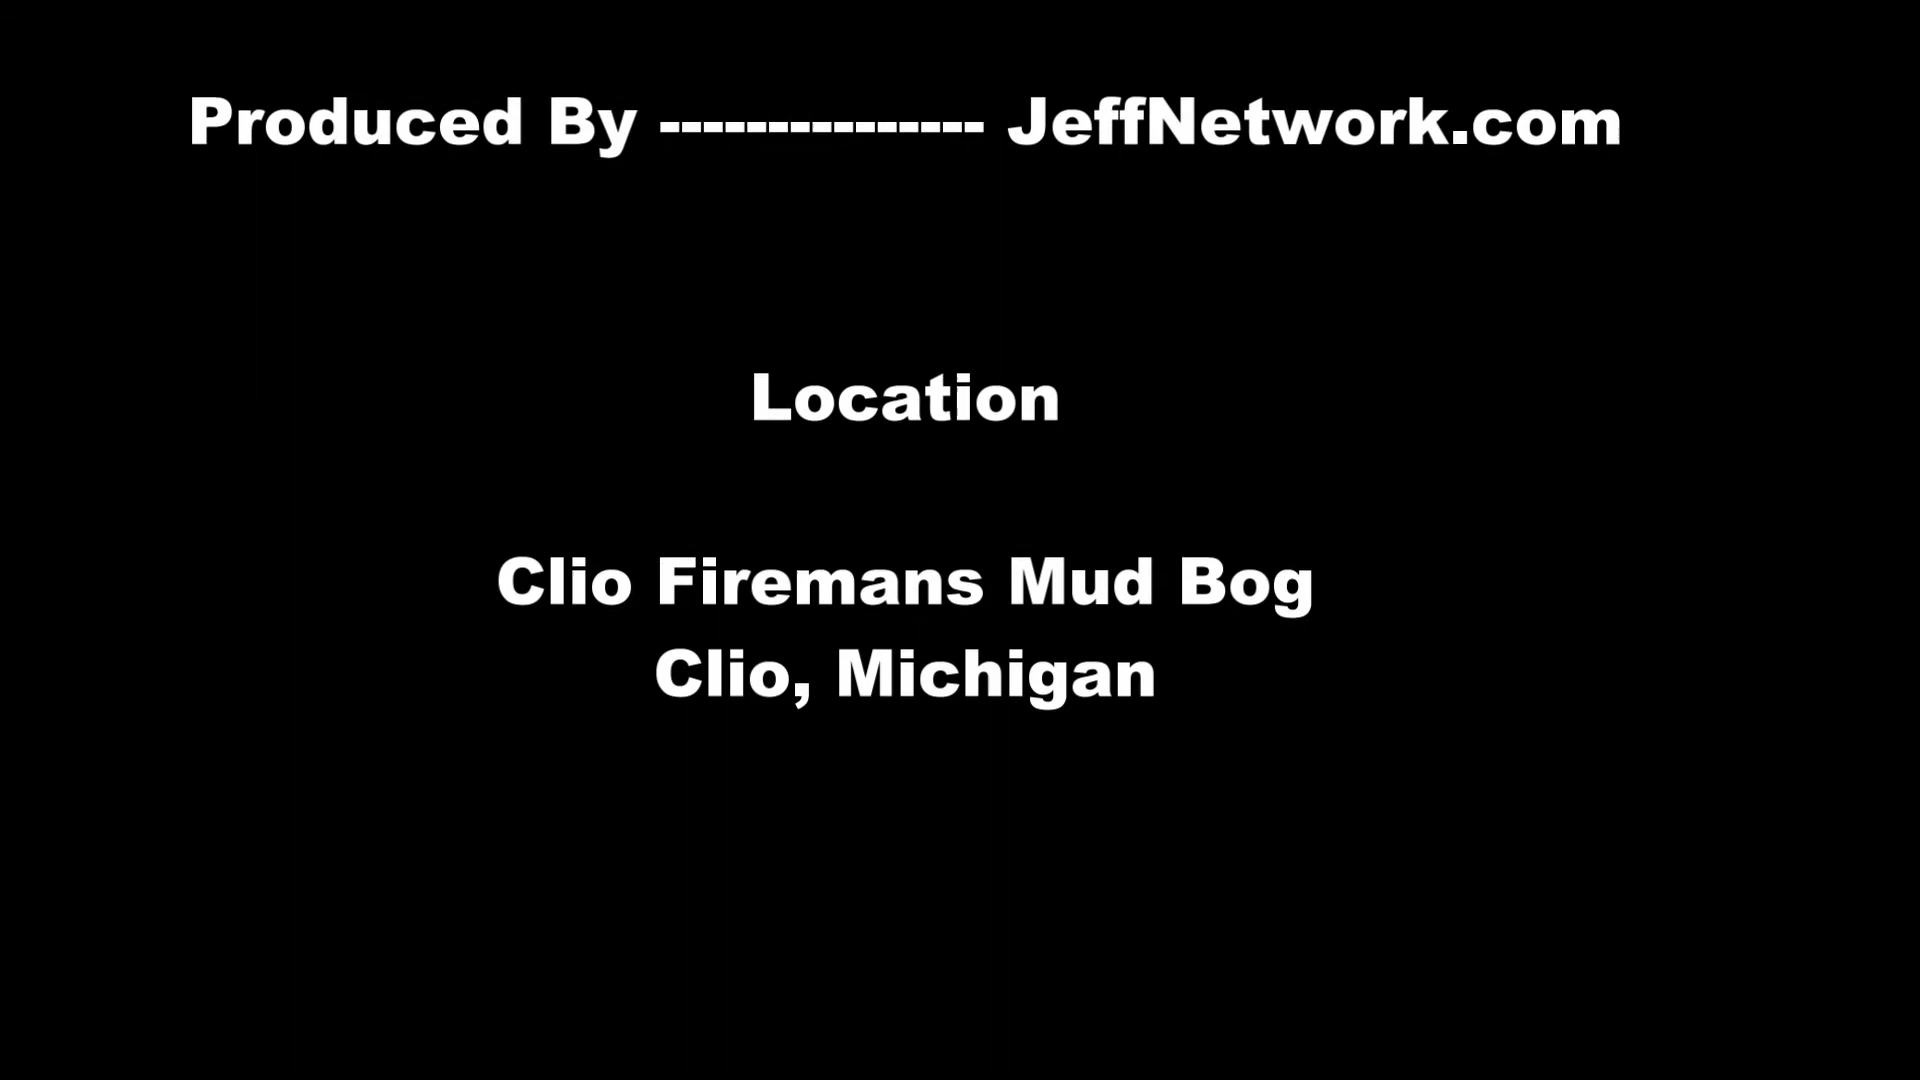 Produced By --------------- JeffNetwork.com
Location
Clio Firemans Mud Bog
Clio, Michigan